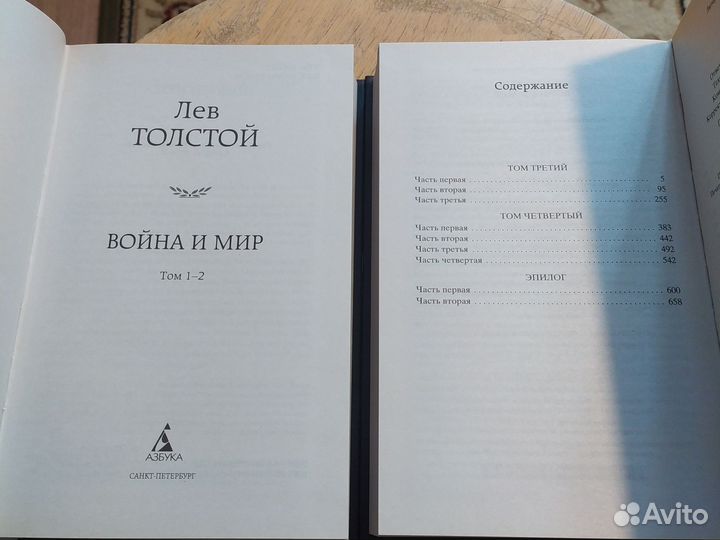 Лев
ТОЛСТОЙ
ВОЙНА И МИР
Том 1–2
АЗБУКА
САНКТ-ПЕТЕРБУРГ
Содержание
ТОМ ТРЕТИЙ
Часть первая 5
Часть вторая 95
Часть третья 255
ТОМ ЧЕТВЕРТЫЙ
Часть первая 383
Часть вторая 442
Часть третья 492
Часть четвертая 542
ЭПИЛОГ
Часть первая 600
Часть вторая 658
Avito